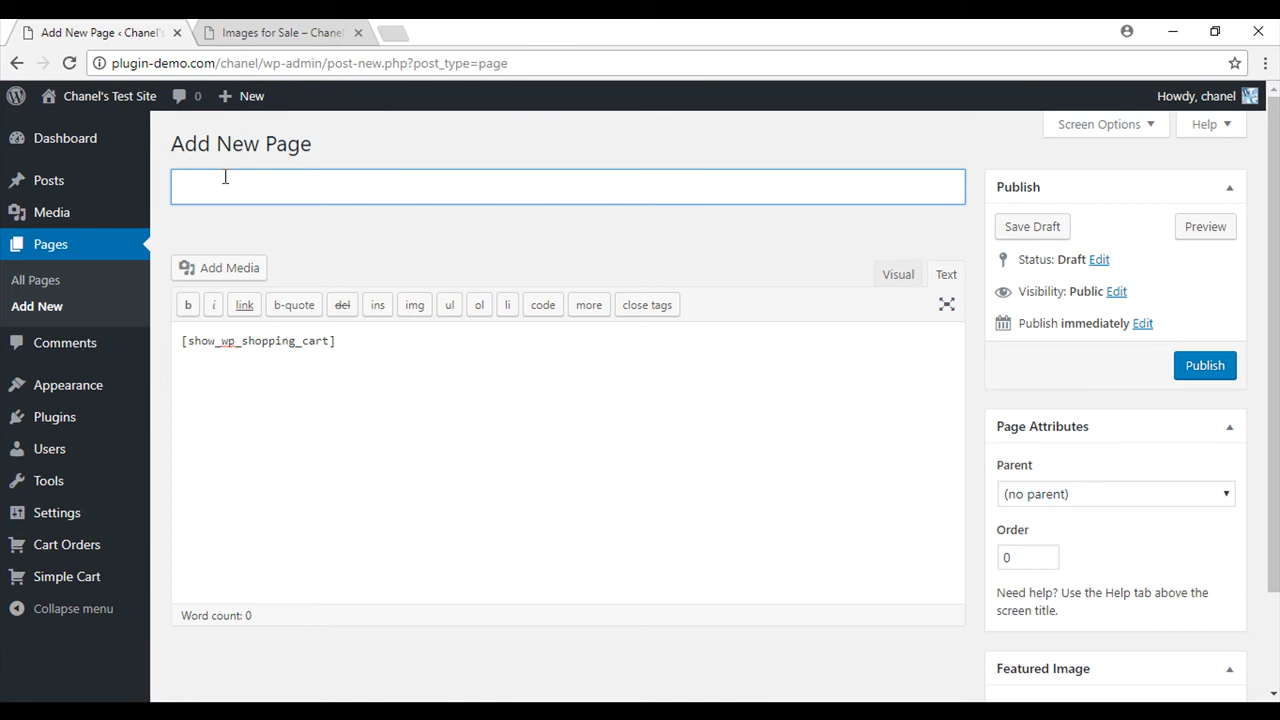 Add New Page ‹ Chanel's
Images for Sale – Chanel
plugin-demo.com/chanel/wp-admin/post-new.php?post_type=page
Chanel's Test Site
0
New
Howdy, chanel
Dashboard
Posts
Media
Pages
All Pages
Add New
Comments
Appearance
Plugins
Users
Tools
Settings
Cart Orders
Simple Cart
Collapse menu
Add New Page
Screen Options
Help
Add Media
Visual
Text
b
i
link
b-quote
del
ins
img
ul
ol
li
code
more
close tags
[show_wp_shopping_cart]
Word count: 0
Publish
Save Draft
Preview
Status: Draft Edit
Visibility: Public Edit
Publish immediately Edit
Publish
Page Attributes
Parent
(no parent)
Order
0
Need help? Use the Help tab above the
screen title.
Featured Image